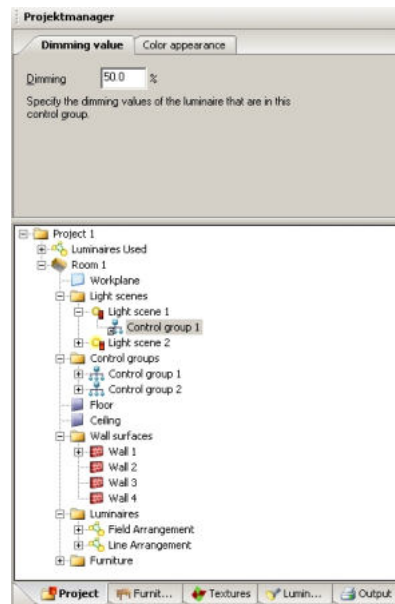 Projektmanager
Dimming value
Color appearance
Dimming 50.0 %
Specify the dimming values of the luminaire that are in this
control group.
Project 1
Luminaires Used
Room 1
Workplane
Light scenes
Light scene 1
Control group 1
Light scene 2
Control groups
Control group 1
Control group 2
Floor
Ceiling
Wall surfaces
Wall 1
Wall 2
Wall 3
Wall 4
Luminaires
Field Arrangement
Line Arrangement
Furniture
Project
Furnit...
Textures
Lumin...
Output